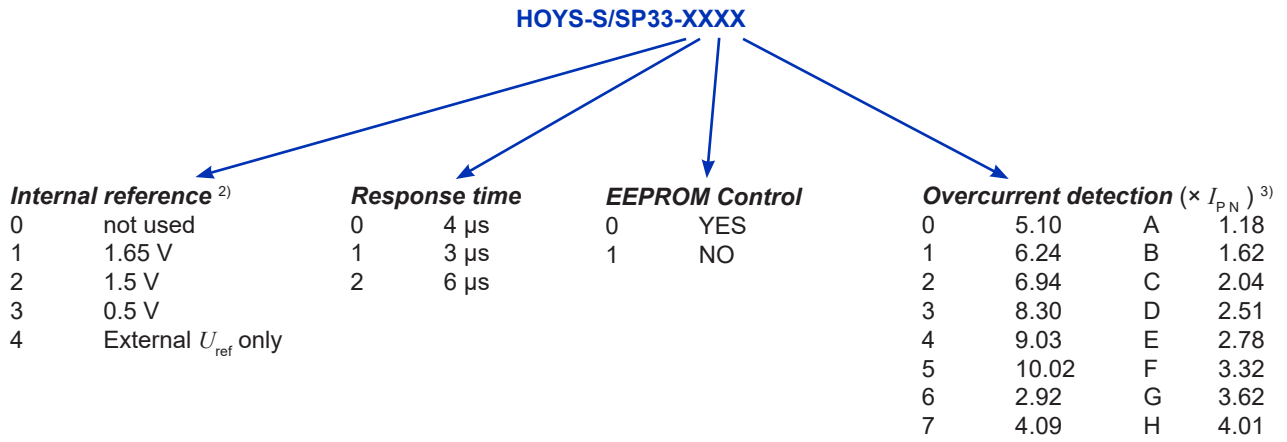 HOYS-S/SP33-XXXX
Internal reference 2)
0 not used
1 1.65 V
2 1.5 V
3 0.5 V
4 External Uref only
Response time
0 4 µs
1 3 µs
2 6 µs
EEPROM Control
0 YES
1 NO
Overcurrent detection (× IPN ) 3)
0 5.10 A 1.18
1 6.24 B 1.62
2 6.94 C 2.04
3 8.30 D 2.51
4 9.03 E 2.78
5 10.02 F 3.32
6 2.92 G 3.62
7 4.09 H 4.01